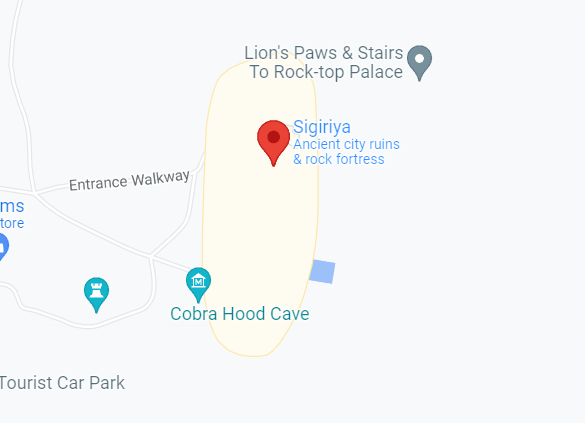 Lion's Paws & Stairs
To Rock-top Palace
Sigiriya
Ancient city ruins
& rock fortress
Entrance Walkway
ms
tore
Cobra Hood Cave
Tourist Car Park